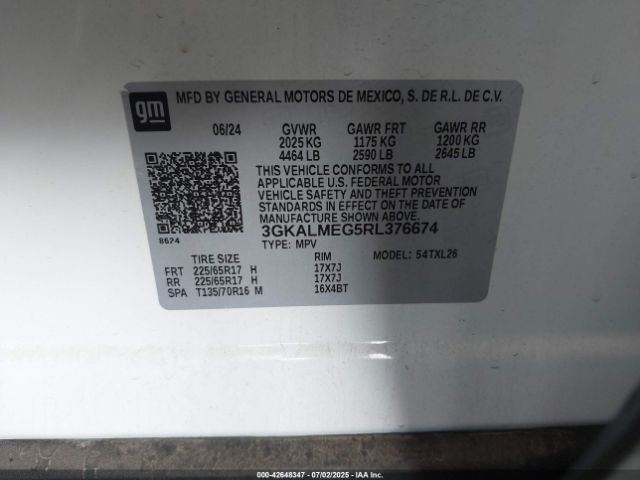 gm
MFD BY GENERAL MOTORS DE MEXICO, S. DE R.L. DE C.V.
06/24 GVWR GAWR FRT GAWR RR
2025 KG 1175 KG 1200 KG
4464 LB 2590 LB 2645 LB
THIS VEHICLE CONFORMS TO ALL
APPLICABLE U.S. FEDERAL MOTOR
VEHICLE SAFETY AND THEFT PREVENTION
STANDARDS IN EFFECT ON THE DATE OF
MANUFACTURE SHOWN ABOVE.
8624 3GKALMEG5RL376674
TYPE: MPV 54TXL26
TIRE SIZE RIM
FRT 225/65R17 H 17X7J
RR 225/65R17 H 17X7J
SPA T135/70R16 M 16X4BT
000-42648347 - 07/02/2025 - IAA Inc.